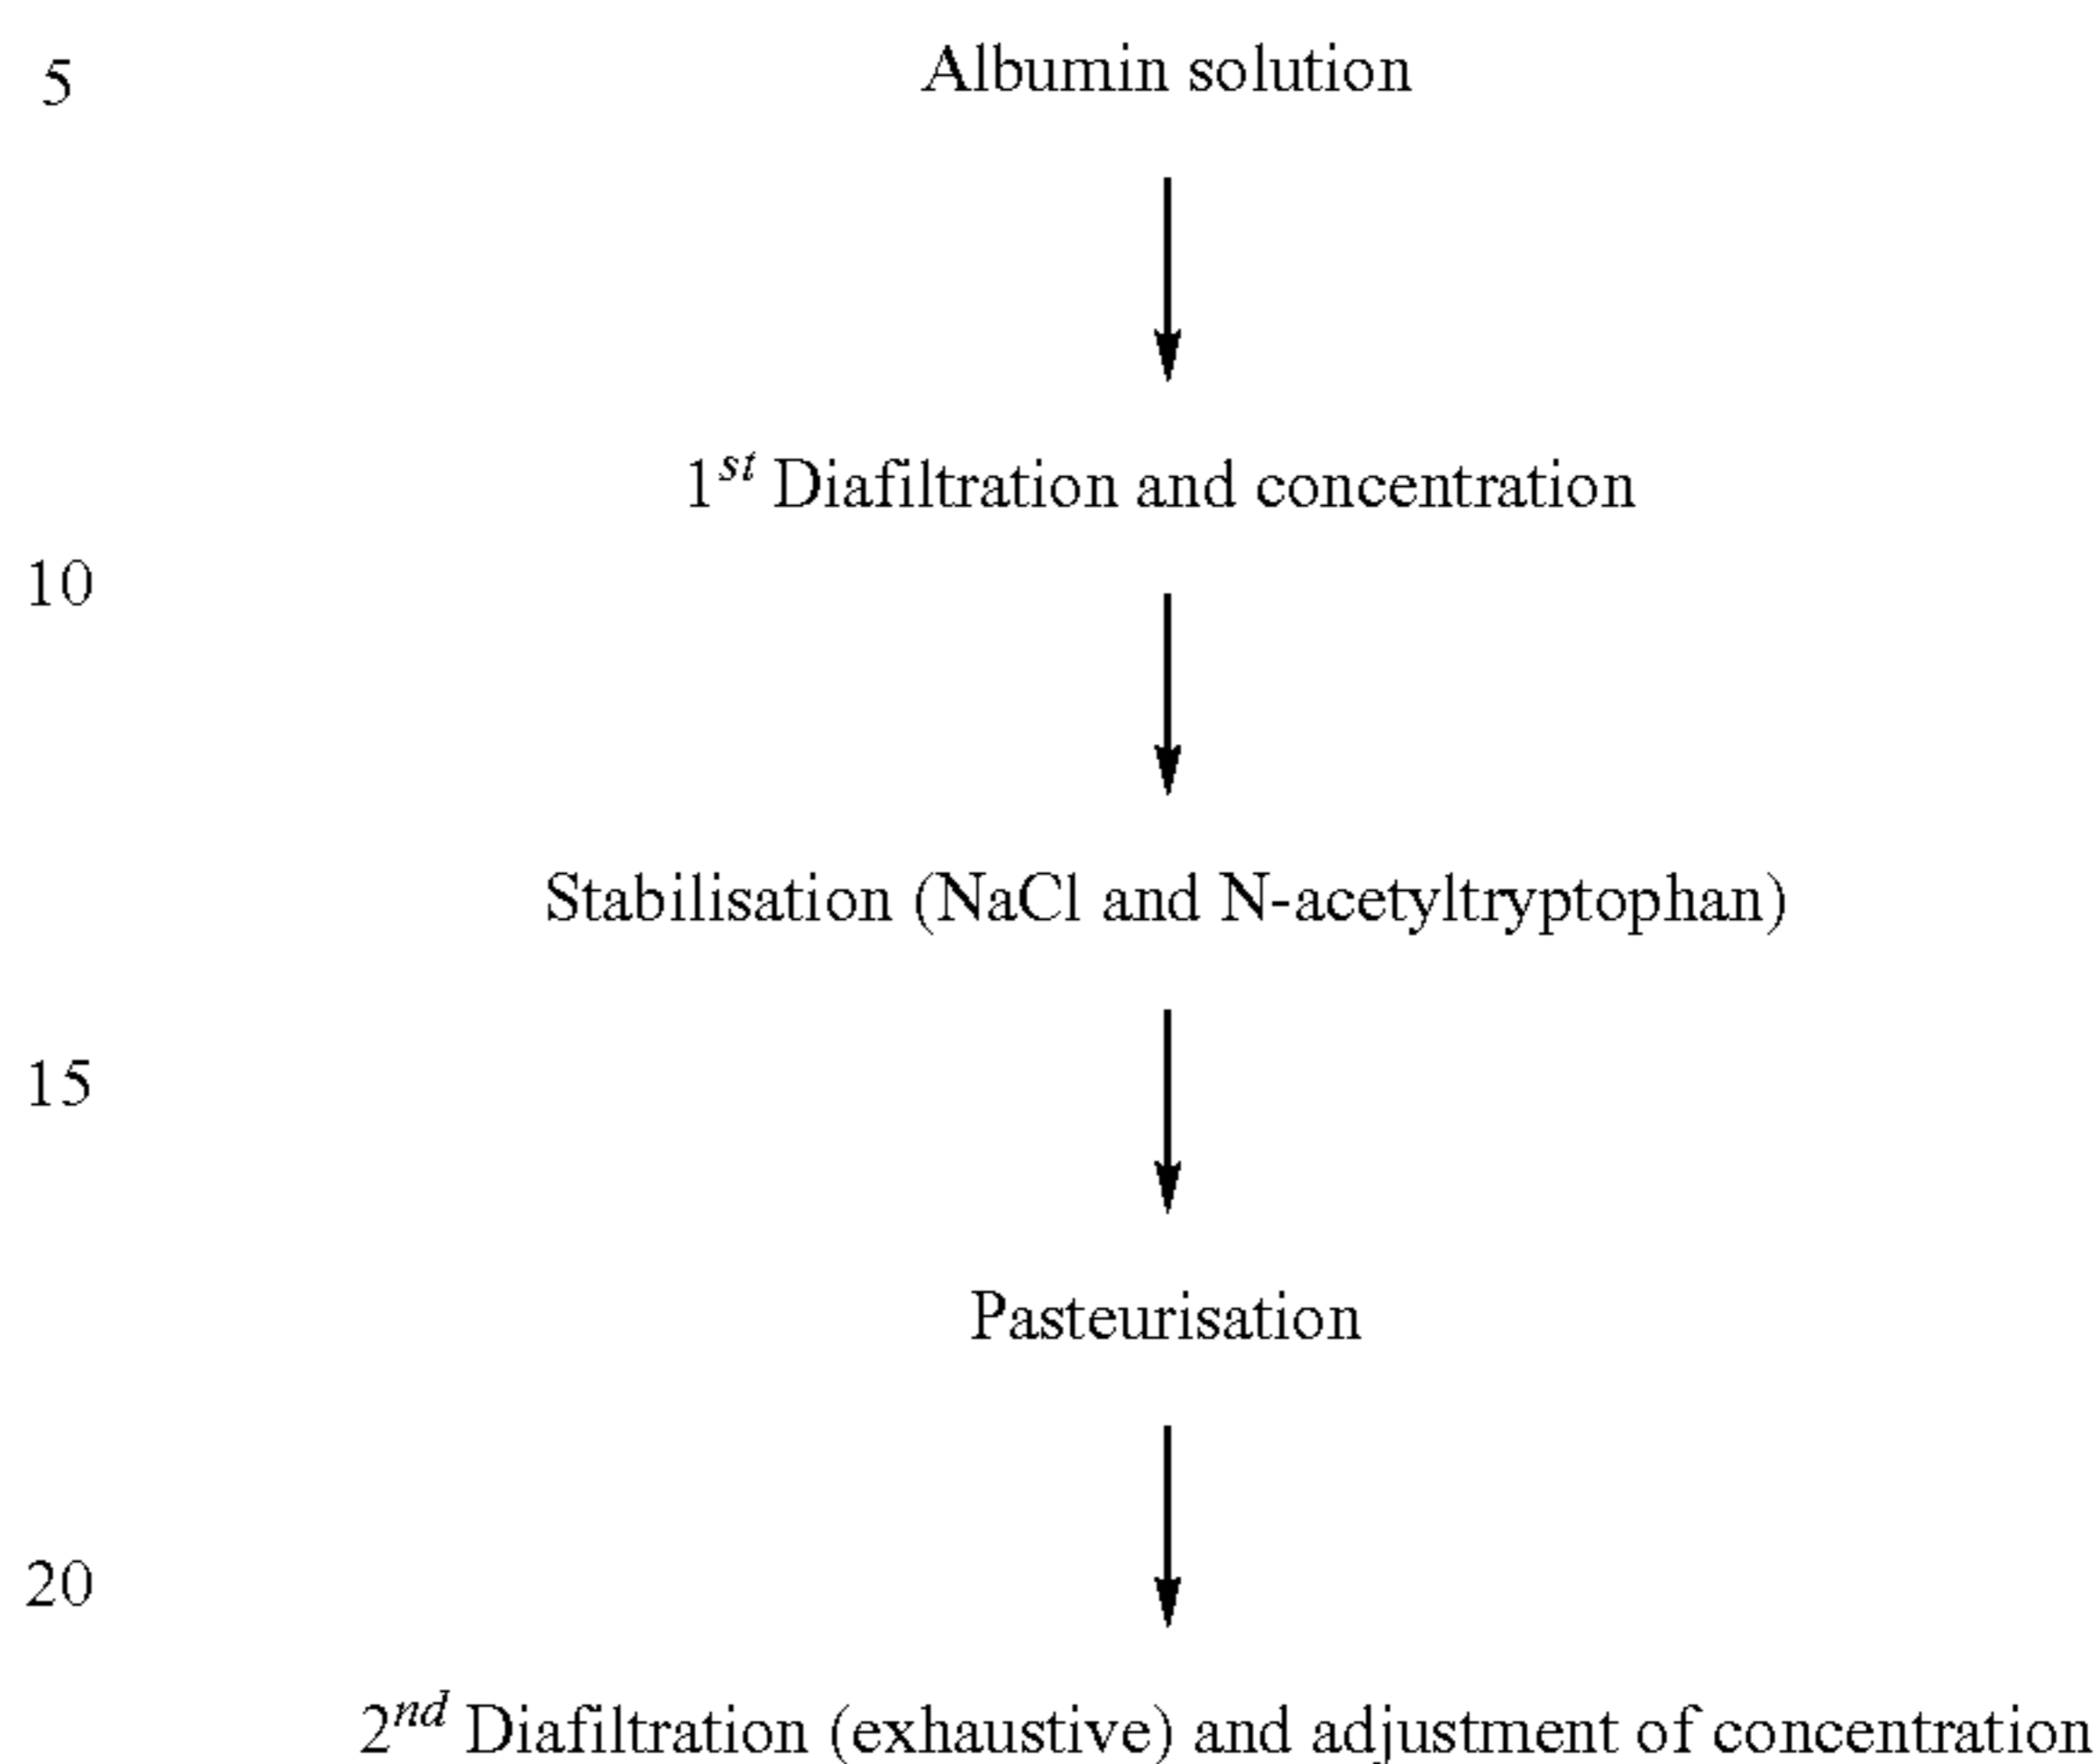 5
Albumin solution
1st Diafiltration and concentration
10
Stabilisation (NaCl and N-acetyltryptophan)
15
Pasteurisation
20
2nd Diafiltration (exhaustive) and adjustment of concentration